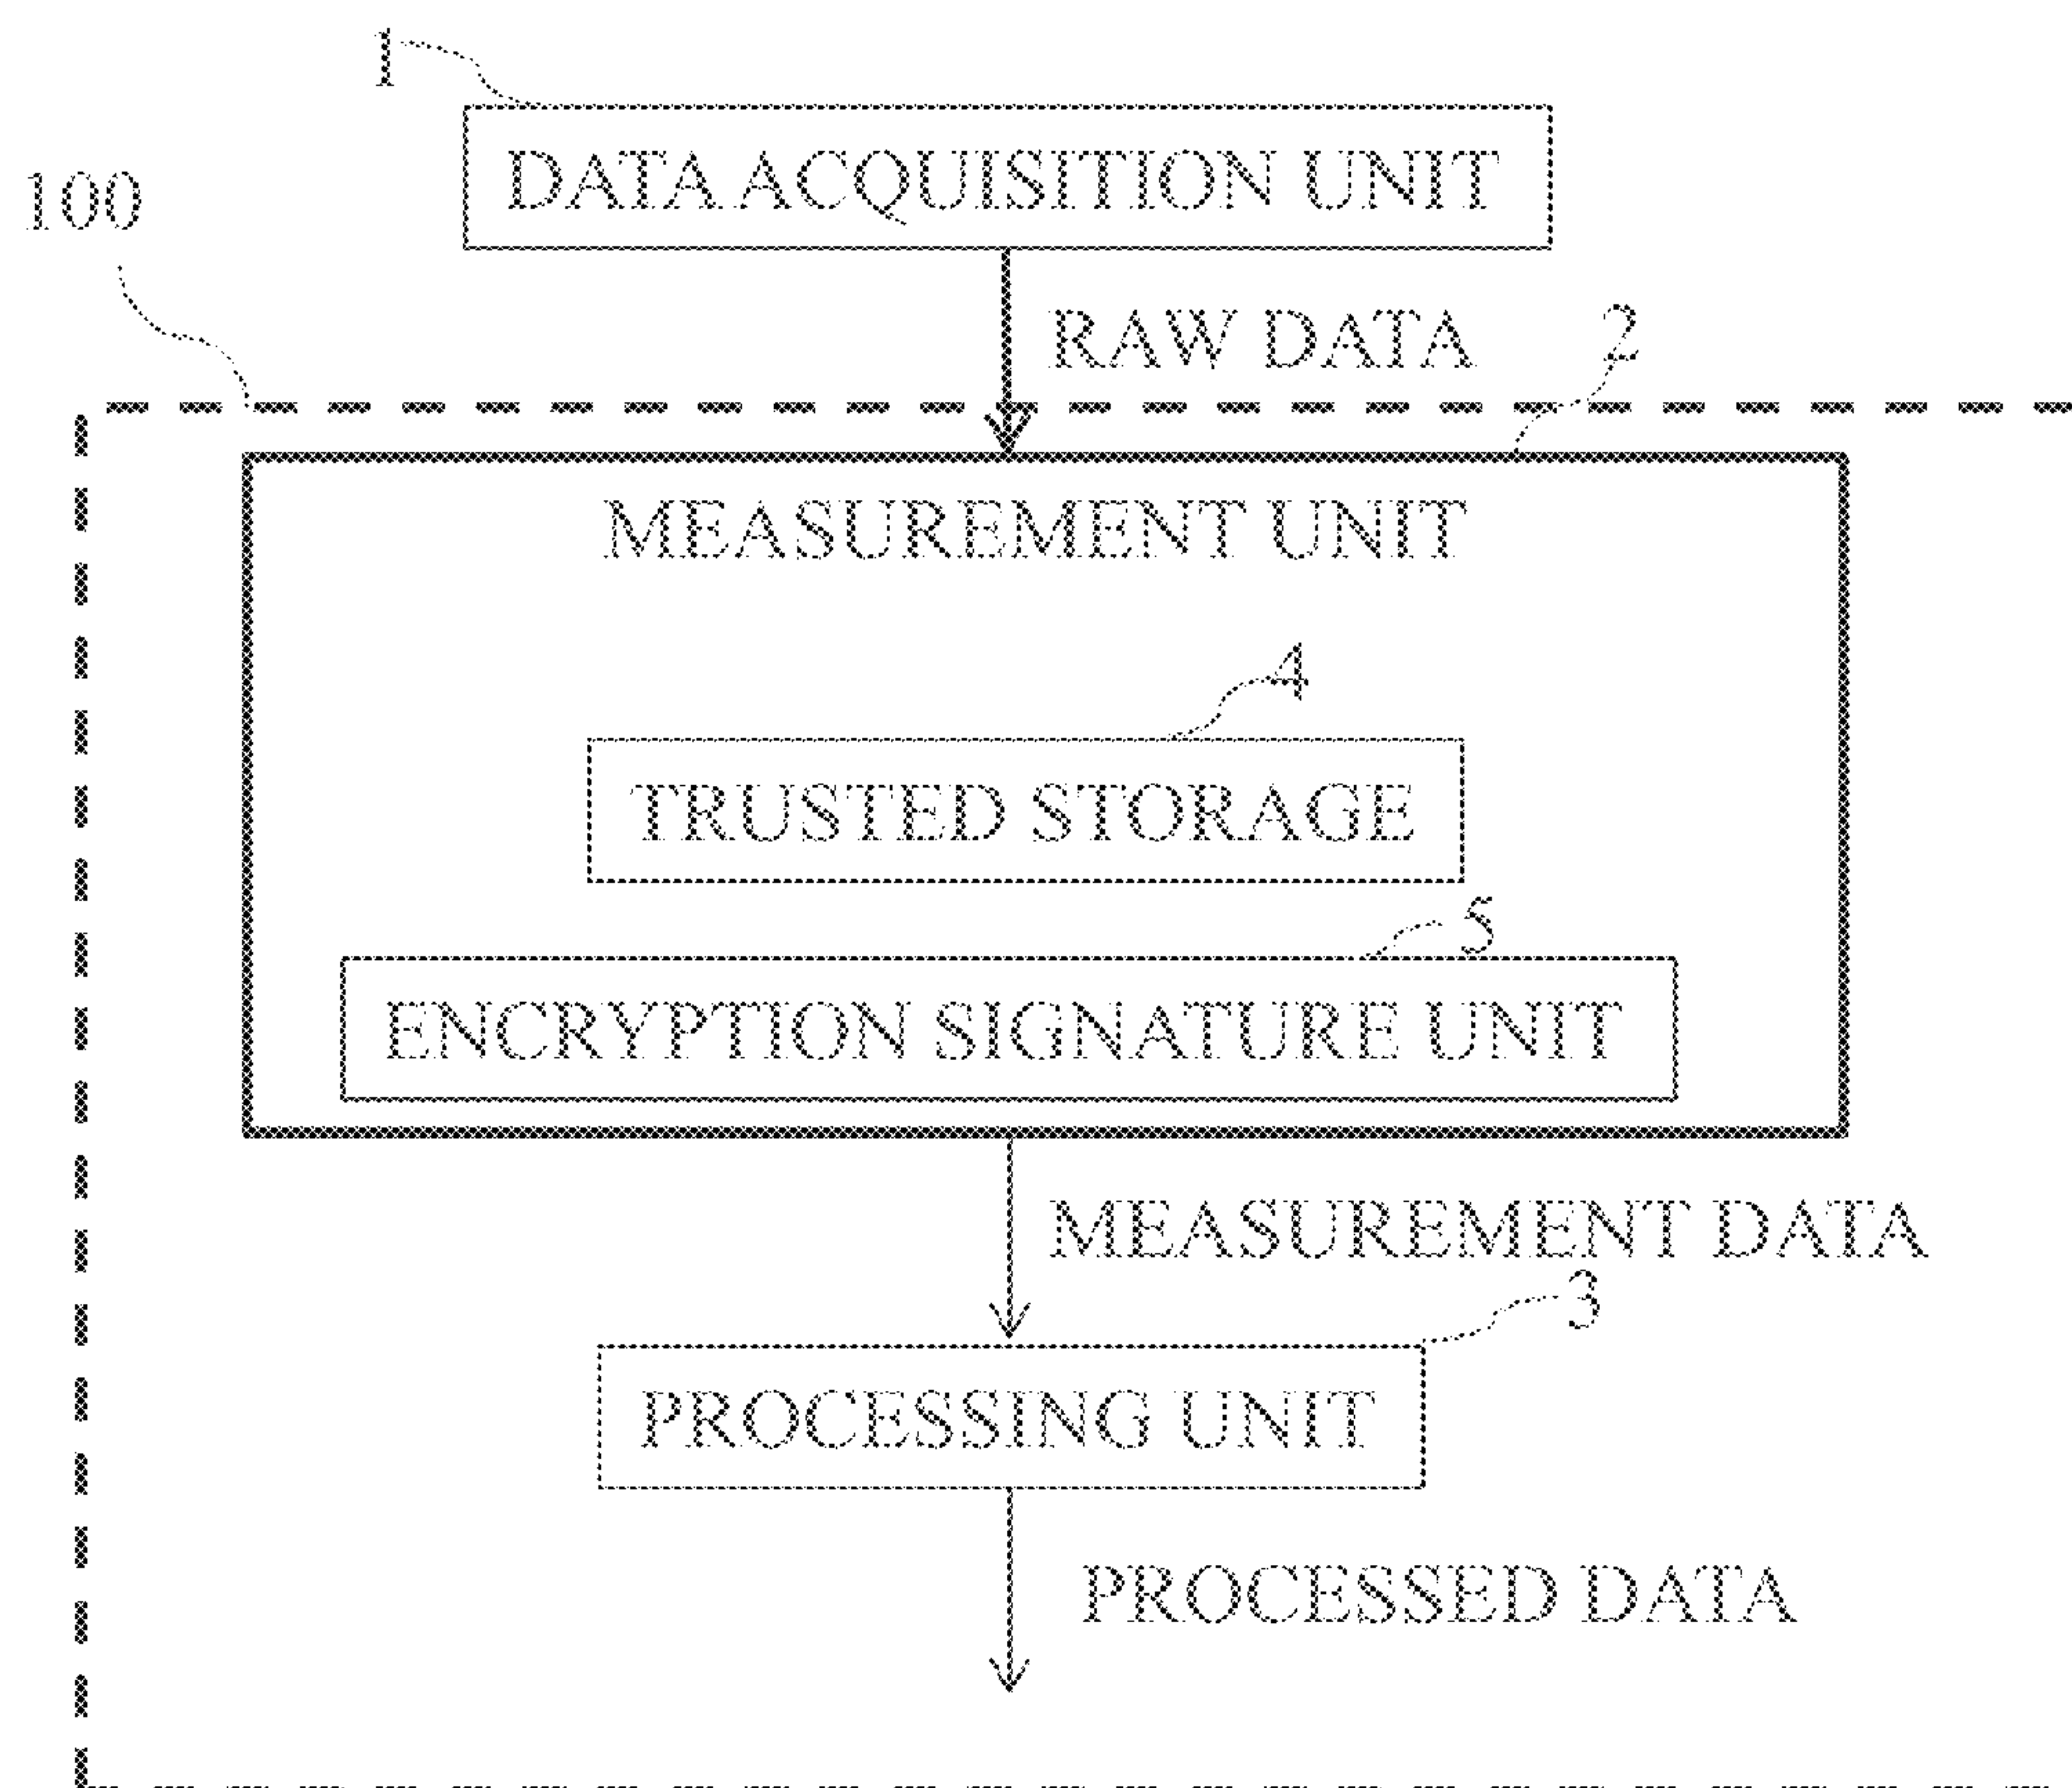 1
DATA ACQUISITION UNIT
100
RAW DATA
2
MEASUREMENT UNIT
4
TRUSTED STORAGE
5
ENCRYPTION SIGNATURE UNIT
MEASUREMENT DATA
3
PROCESSING UNIT
PROCESSED DATA